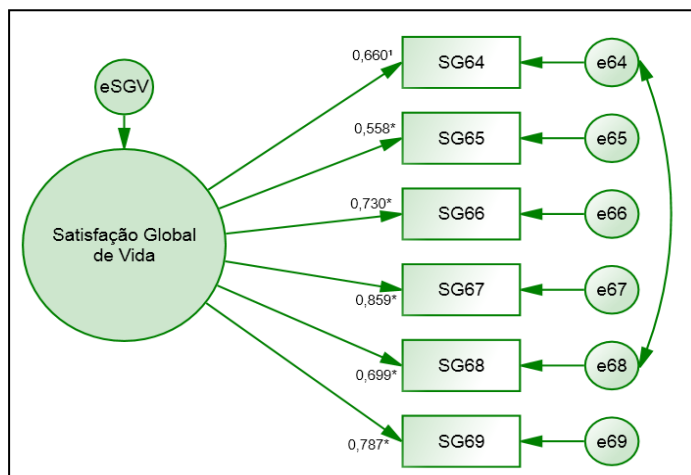 0,660¹
SG64
e64
eSGV
0,558*
SG65
e65
0,730*
SG66
e66
Satisfação Global
de Vida
SG67
e67
0,859*
SG68
e68
0,699*
SG69
e69
0,787*